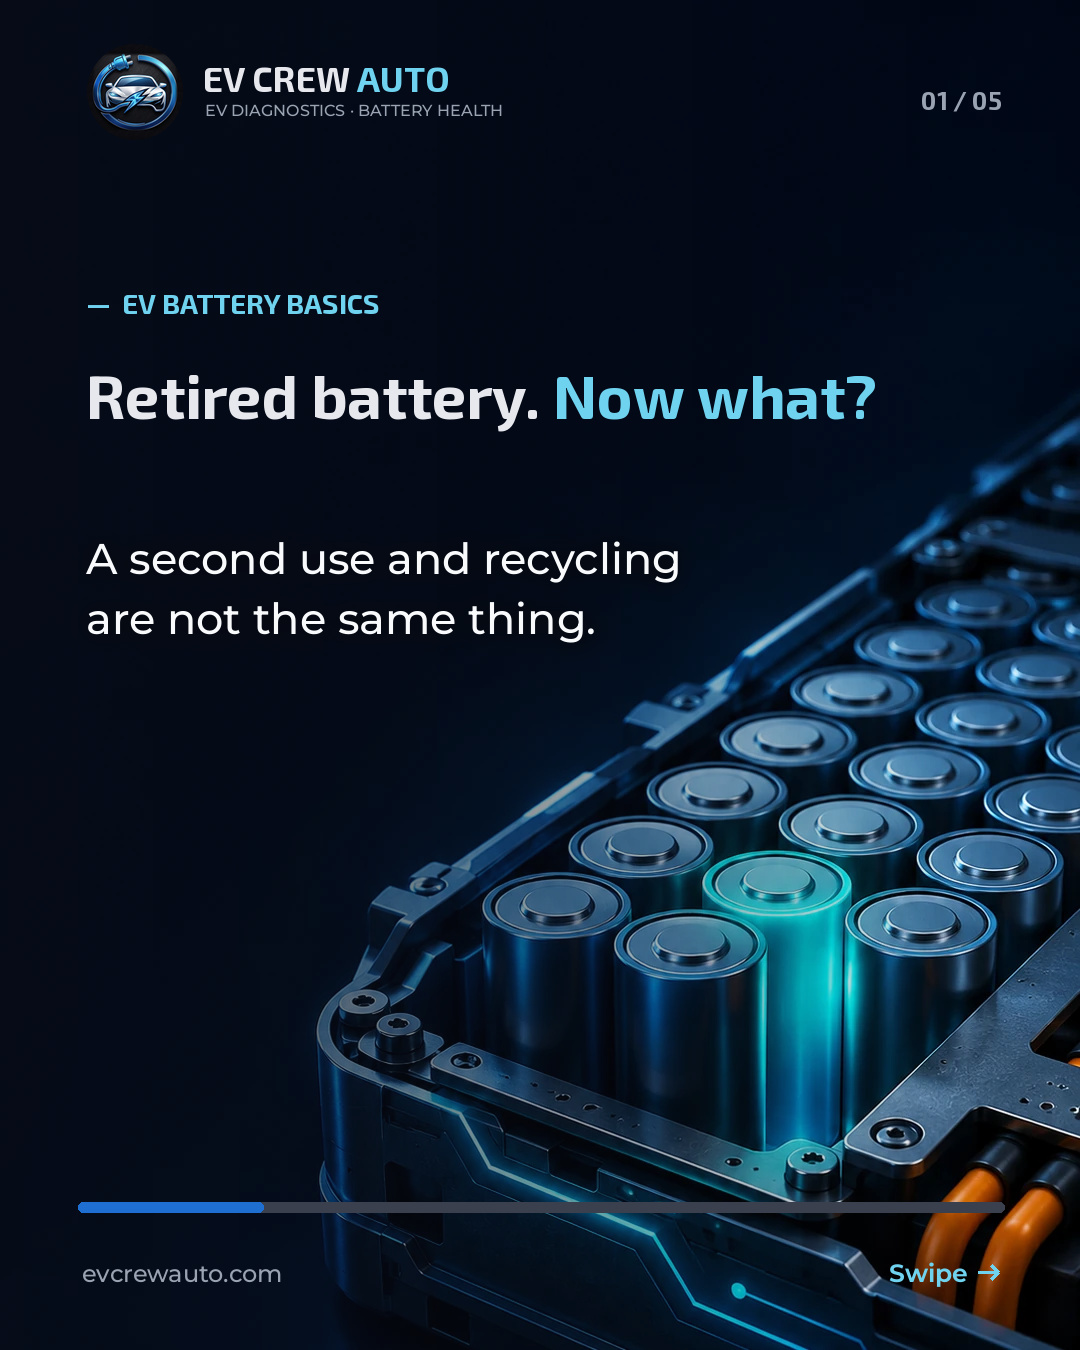 EV CREW AUTO
EV DIAGNOSTICS · BATTERY HEALTH
01 / 05
— EV BATTERY BASICS
Retired battery. Now what?
A second use and recycling
are not the same thing.
evcrewauto.com
Swipe →